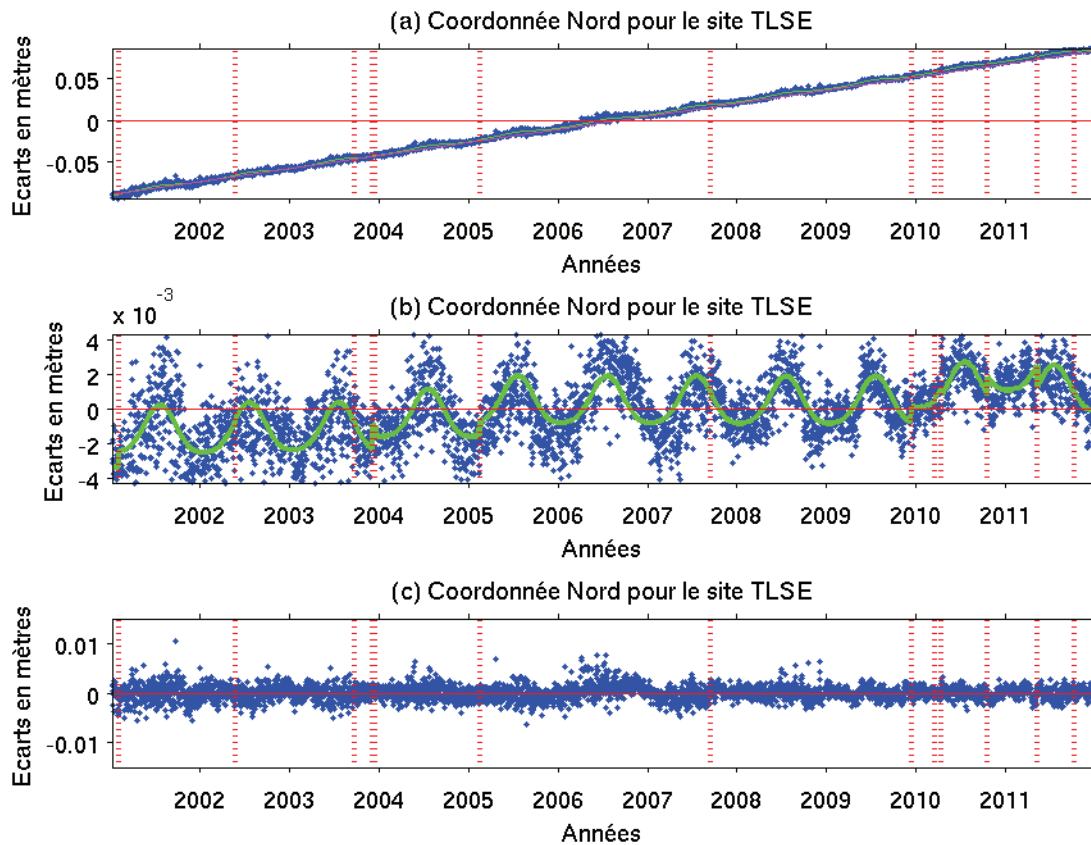 (a) Coordonnée Nord pour le site TLSE
Ecarts en mètres
0.05
0
-0.05
2002 2003 2004 2005 2006 2007 2008 2009 2010 2011
Années
(b) Coordonnée Nord pour le site TLSE
x 10⁻³
Ecarts en mètres
4
2
0
-2
-4
2002 2003 2004 2005 2006 2007 2008 2009 2010 2011
Années
(c) Coordonnée Nord pour le site TLSE
Ecarts en mètres
0.01
0
-0.01
2002 2003 2004 2005 2006 2007 2008 2009 2010 2011
Années